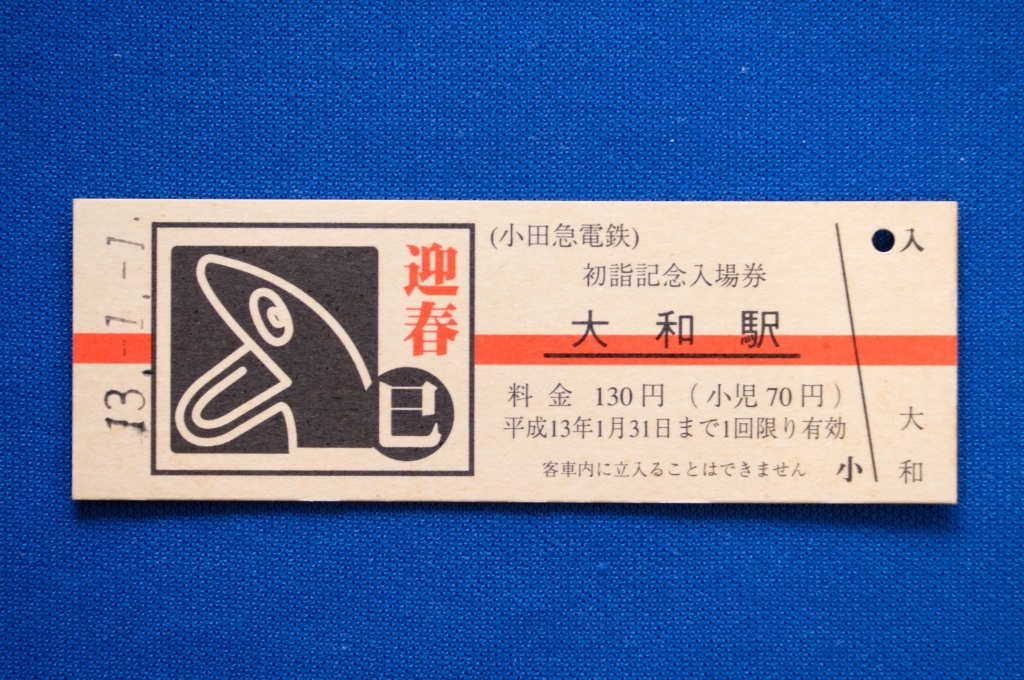 13.-1.-1.
迎春
巳
(小田急電鉄)
初詣記念入場券
大和駅
料金 130円 (小児70円)
平成13年1月31日まで1回限り有効
客車内に立入ることはできません
小
入
大和